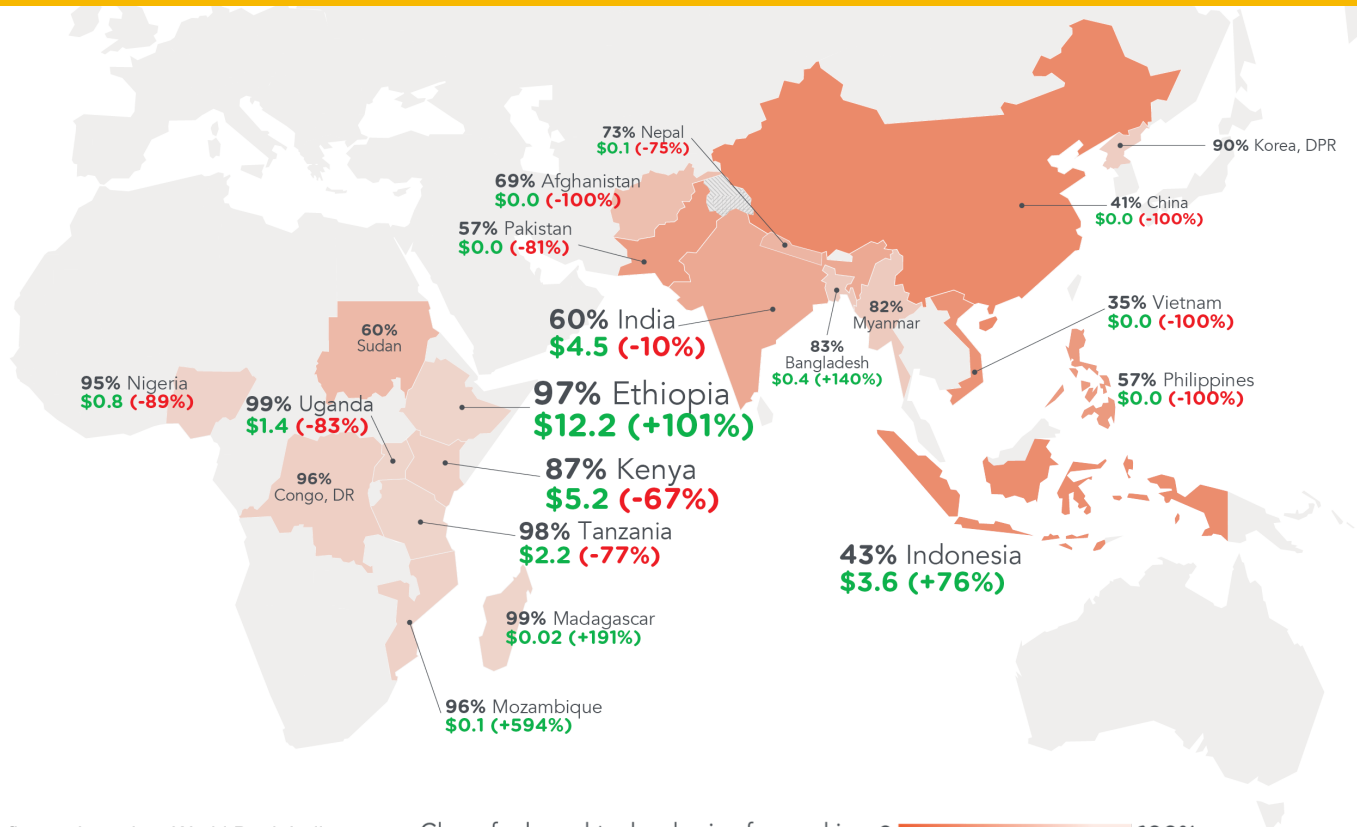 73% Nepal
$0.1 (-75%)
90% Korea, DPR
69% Afghanistan
$0.0 (-100%)
41% China
$0.0 (-100%)
57% Pakistan
$0.0 (-81%)
60% India
$4.5 (-10%)
82%
Myanmar
35% Vietnam
$0.0 (-100%)
60%
Sudan
83%
Bangladesh
$0.4 (+140%)
95% Nigeria
$0.8 (-89%)
99% Uganda
$1.4 (-83%)
97% Ethiopia
$12.2 (+101%)
57% Philippines
$0.0 (-100%)
96%
Congo, DR
87% Kenya
$5.2 (-67%)
98% Tanzania
$2.2 (-77%)
43% Indonesia
$3.6 (+76%)
99% Madagascar
$0.02 (+191%)
96% Mozambique
$0.1 (+594%)